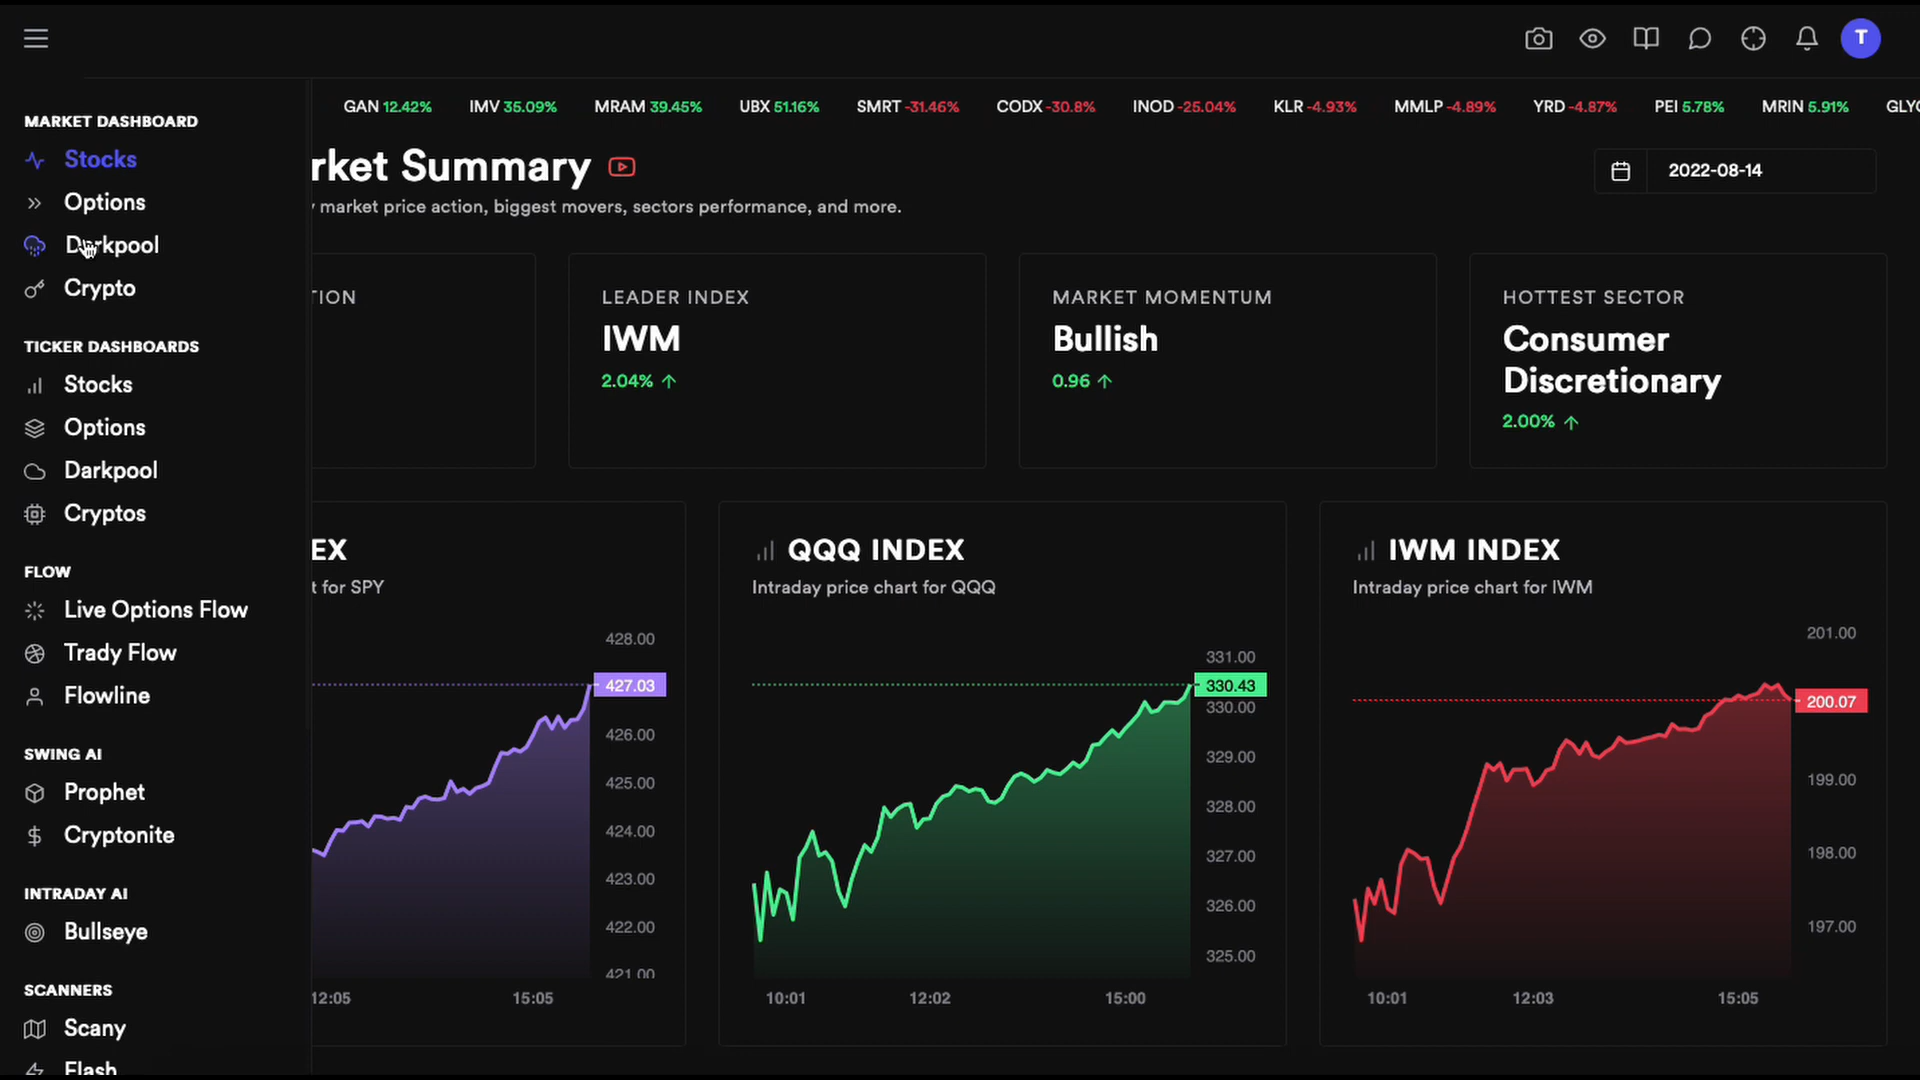 T
GAN 12.42% IMV 35.09% MRAM 39.45% UBX 51.16% SMRT -31.46% CODX -30.8% INOD -25.04% KLR -4.93% MMLP -4.89% YRD -4.87% PEI 5.78% MRIN 5.91% GLYC
MARKET DASHBOARD
Stocks
Options
Darkpool
Crypto
TICKER DASHBOARDS
Stocks
Options
Darkpool
Cryptos
FLOW
Live Options Flow
Trady Flow
Flowline
SWING AI
Prophet
Cryptonite
INTRADAY AI
Bullseye
SCANNERS
Scany
Flash
rket Summary
2022-08-14
y market price action, biggest movers, sectors performance, and more.
TION
LEADER INDEX
IWM
2.04%
MARKET MOMENTUM
Bullish
0.96
HOTTEST SECTOR
Consumer
Discretionary
2.00%
EX
t for SPY
428.00
427.03
426.00
425.00
424.00
423.00
422.00
421.00
12:05 15:05
QQQ INDEX
Intraday price chart for QQQ
331.00
330.43
330.00
329.00
328.00
327.00
326.00
325.00
10:01 12:02 15:00
IWM INDEX
Intraday price chart for IWM
201.00
200.07
199.00
198.00
197.00
10:01 12:03 15:05